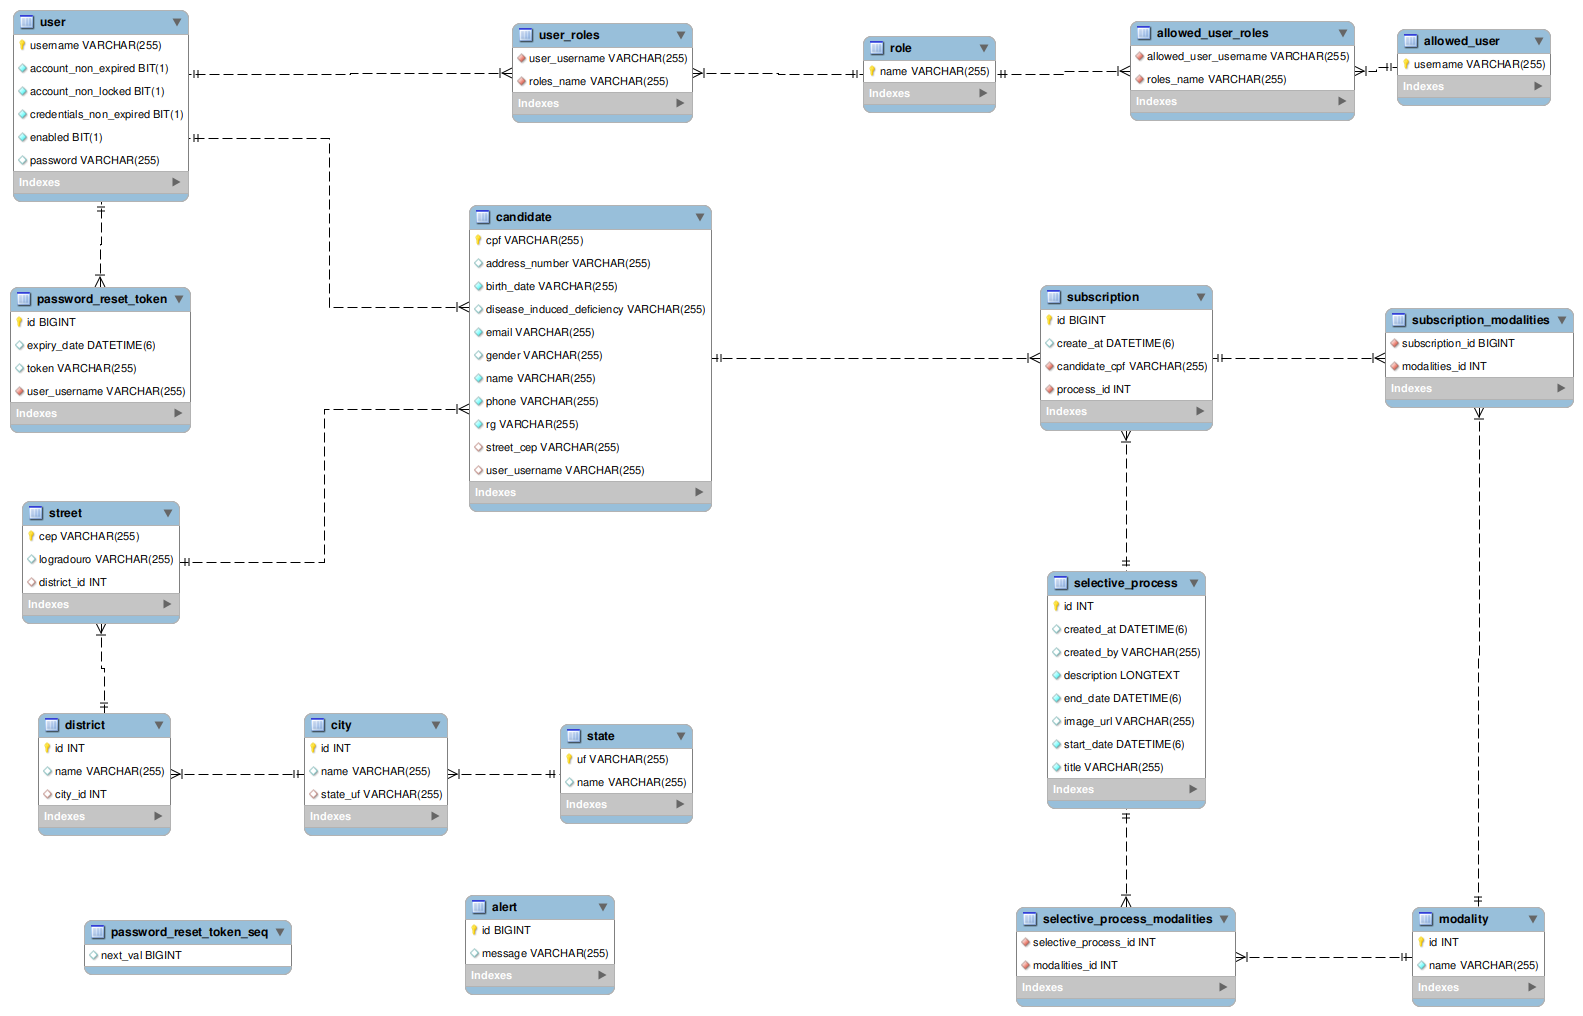 user
username VARCHAR(255)
account_non_expired BIT(1)
account_non_locked BIT(1)
credentials_non_expired BIT(1)
enabled BIT(1)
password VARCHAR(255)
Indexes
user_roles
user_username VARCHAR(255)
roles_name VARCHAR(255)
Indexes
role
name VARCHAR(255)
Indexes
allowed_user_roles
allowed_user_username VARCHAR(255)
roles_name VARCHAR(255)
Indexes
allowed_user
username VARCHAR(255)
Indexes
password_reset_token
id BIGINT
expiry_date DATETIME(6)
token VARCHAR(255)
user_username VARCHAR(255)
Indexes
candidate
cpf VARCHAR(255)
address_number VARCHAR(255)
birth_date VARCHAR(255)
disease_induced_deficiency VARCHAR(255)
email VARCHAR(255)
gender VARCHAR(255)
name VARCHAR(255)
phone VARCHAR(255)
rg VARCHAR(255)
street_cep VARCHAR(255)
user_username VARCHAR(255)
Indexes
subscription
id BIGINT
create_at DATETIME(6)
candidate_cpf VARCHAR(255)
process_id INT
Indexes
subscription_modalities
subscription_id BIGINT
modalities_id INT
Indexes
street
cep VARCHAR(255)
logradouro VARCHAR(255)
district_id INT
Indexes
selective_process
id INT
created_at DATETIME(6)
created_by VARCHAR(255)
description LONGTEXT
end_date DATETIME(6)
image_url VARCHAR(255)
start_date DATETIME(6)
title VARCHAR(255)
Indexes
district
id INT
name VARCHAR(255)
city_id INT
Indexes
city
id INT
name VARCHAR(255)
state_uf VARCHAR(255)
Indexes
state
uf VARCHAR(255)
name VARCHAR(255)
Indexes
password_reset_token_seq
next_val BIGINT
alert
id BIGINT
message VARCHAR(255)
Indexes
selective_process_modalities
selective_process_id INT
modalities_id INT
Indexes
modality
id INT
name VARCHAR(255)
Indexes